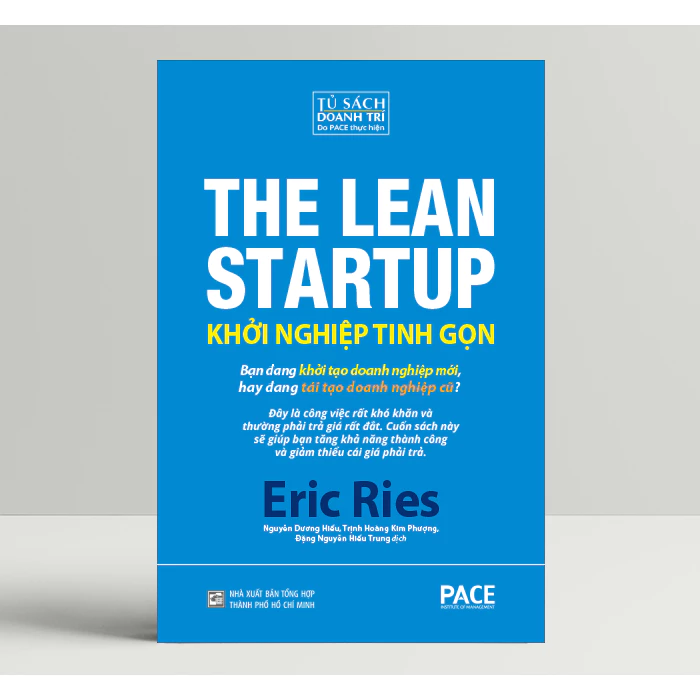 TỦ SÁCH
DOANH TRÍ
Do PACE thực hiện
THE LEAN
STARTUP
KHỞI NGHIỆP TINH GỌN
Bạn đang khởi tạo doanh nghiệp mới,
hay đang tái tạo doanh nghiệp cũ?
Đây là công việc rất khó khăn và
thường phải trả giá rất đắt. Cuốn sách này
sẽ giúp bạn tăng khả năng thành công
và giảm thiểu cái giá phải trả.
Eric Ries
Nguyễn Dương Hiếu, Trịnh Hoàng Kim Phượng,
Đặng Nguyễn Hiếu Trung dịch
NHÀ XUẤT BẢN TỔNG HỢP
THÀNH PHỐ HỒ CHÍ MINH
PACE
INSTITUTE OF MANAGEMENT